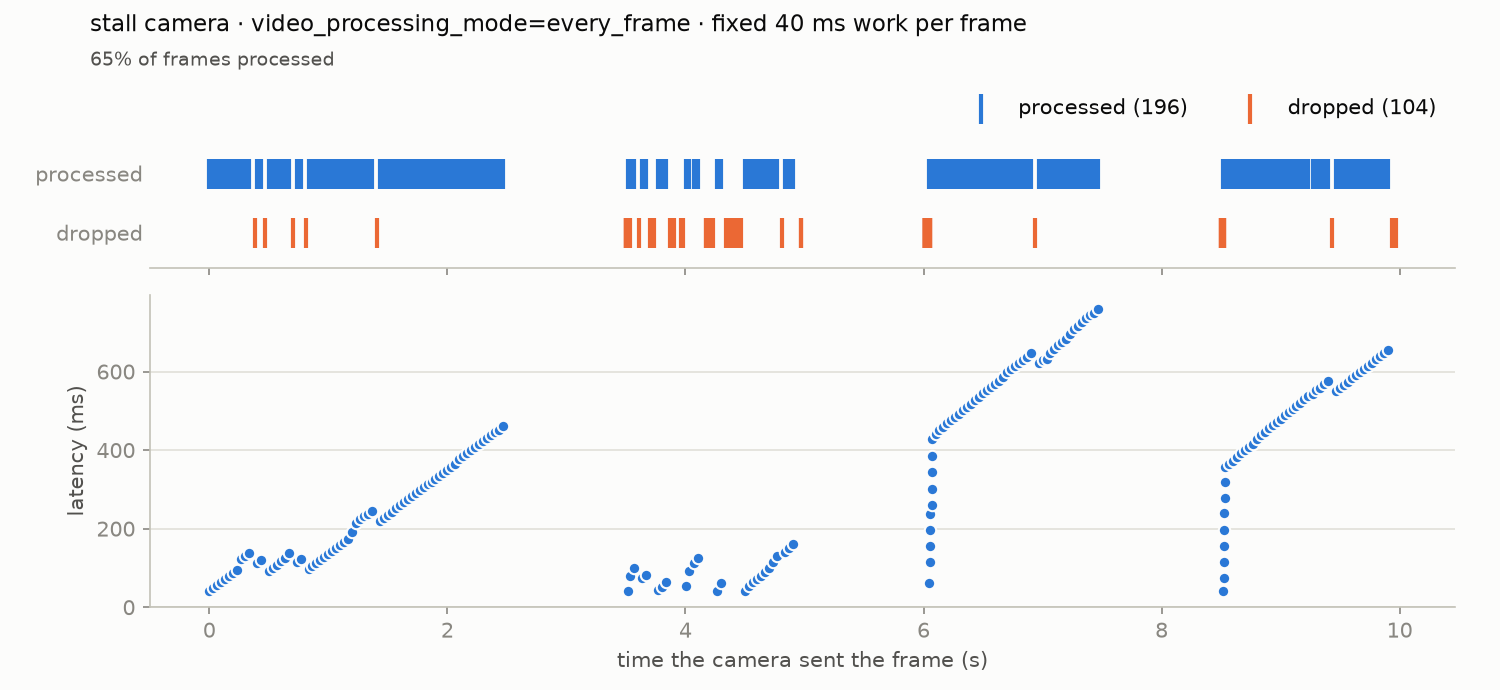 stall camera · video_processing_mode=every_frame · fixed 40 ms work per frame
65% of frames processed
processed (196) dropped (104)
processed
dropped
600
400
200
0
latency (ms)
0 2 4 6 8 10
time the camera sent the frame (s)